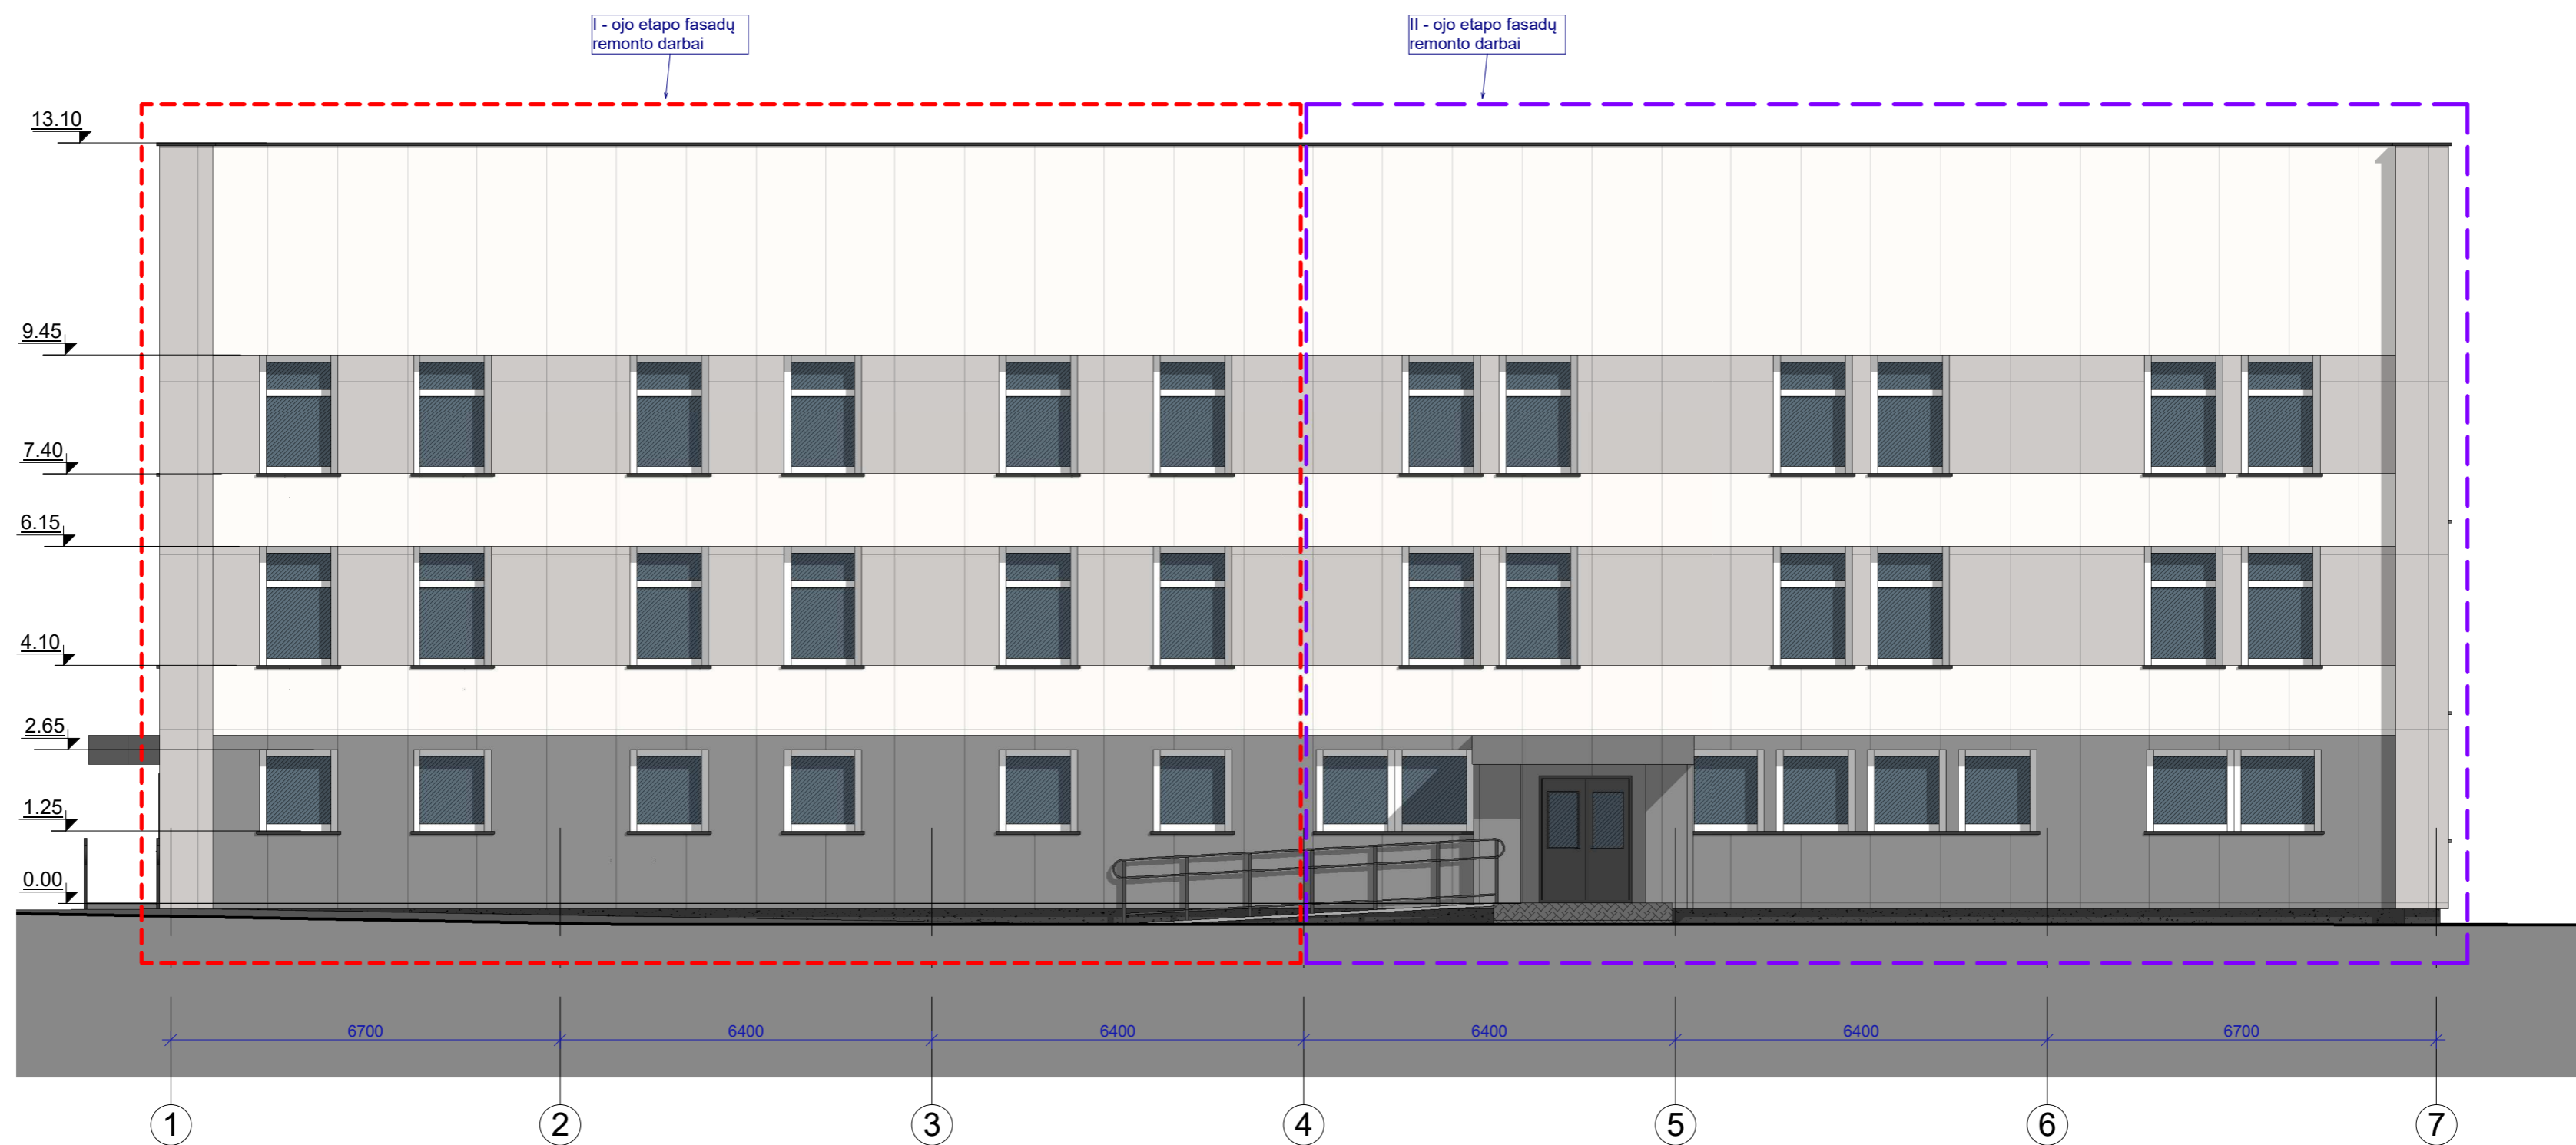 I - ojo etapo fasadų
remonto darbai
II - ojo etapo fasadų
remonto darbai
13.10
9.45
7.40
6.15
4.10
2.65
1.25
0.00
6700 6400 6400 6400 6400 6700
1 2 3 4 5 6 7